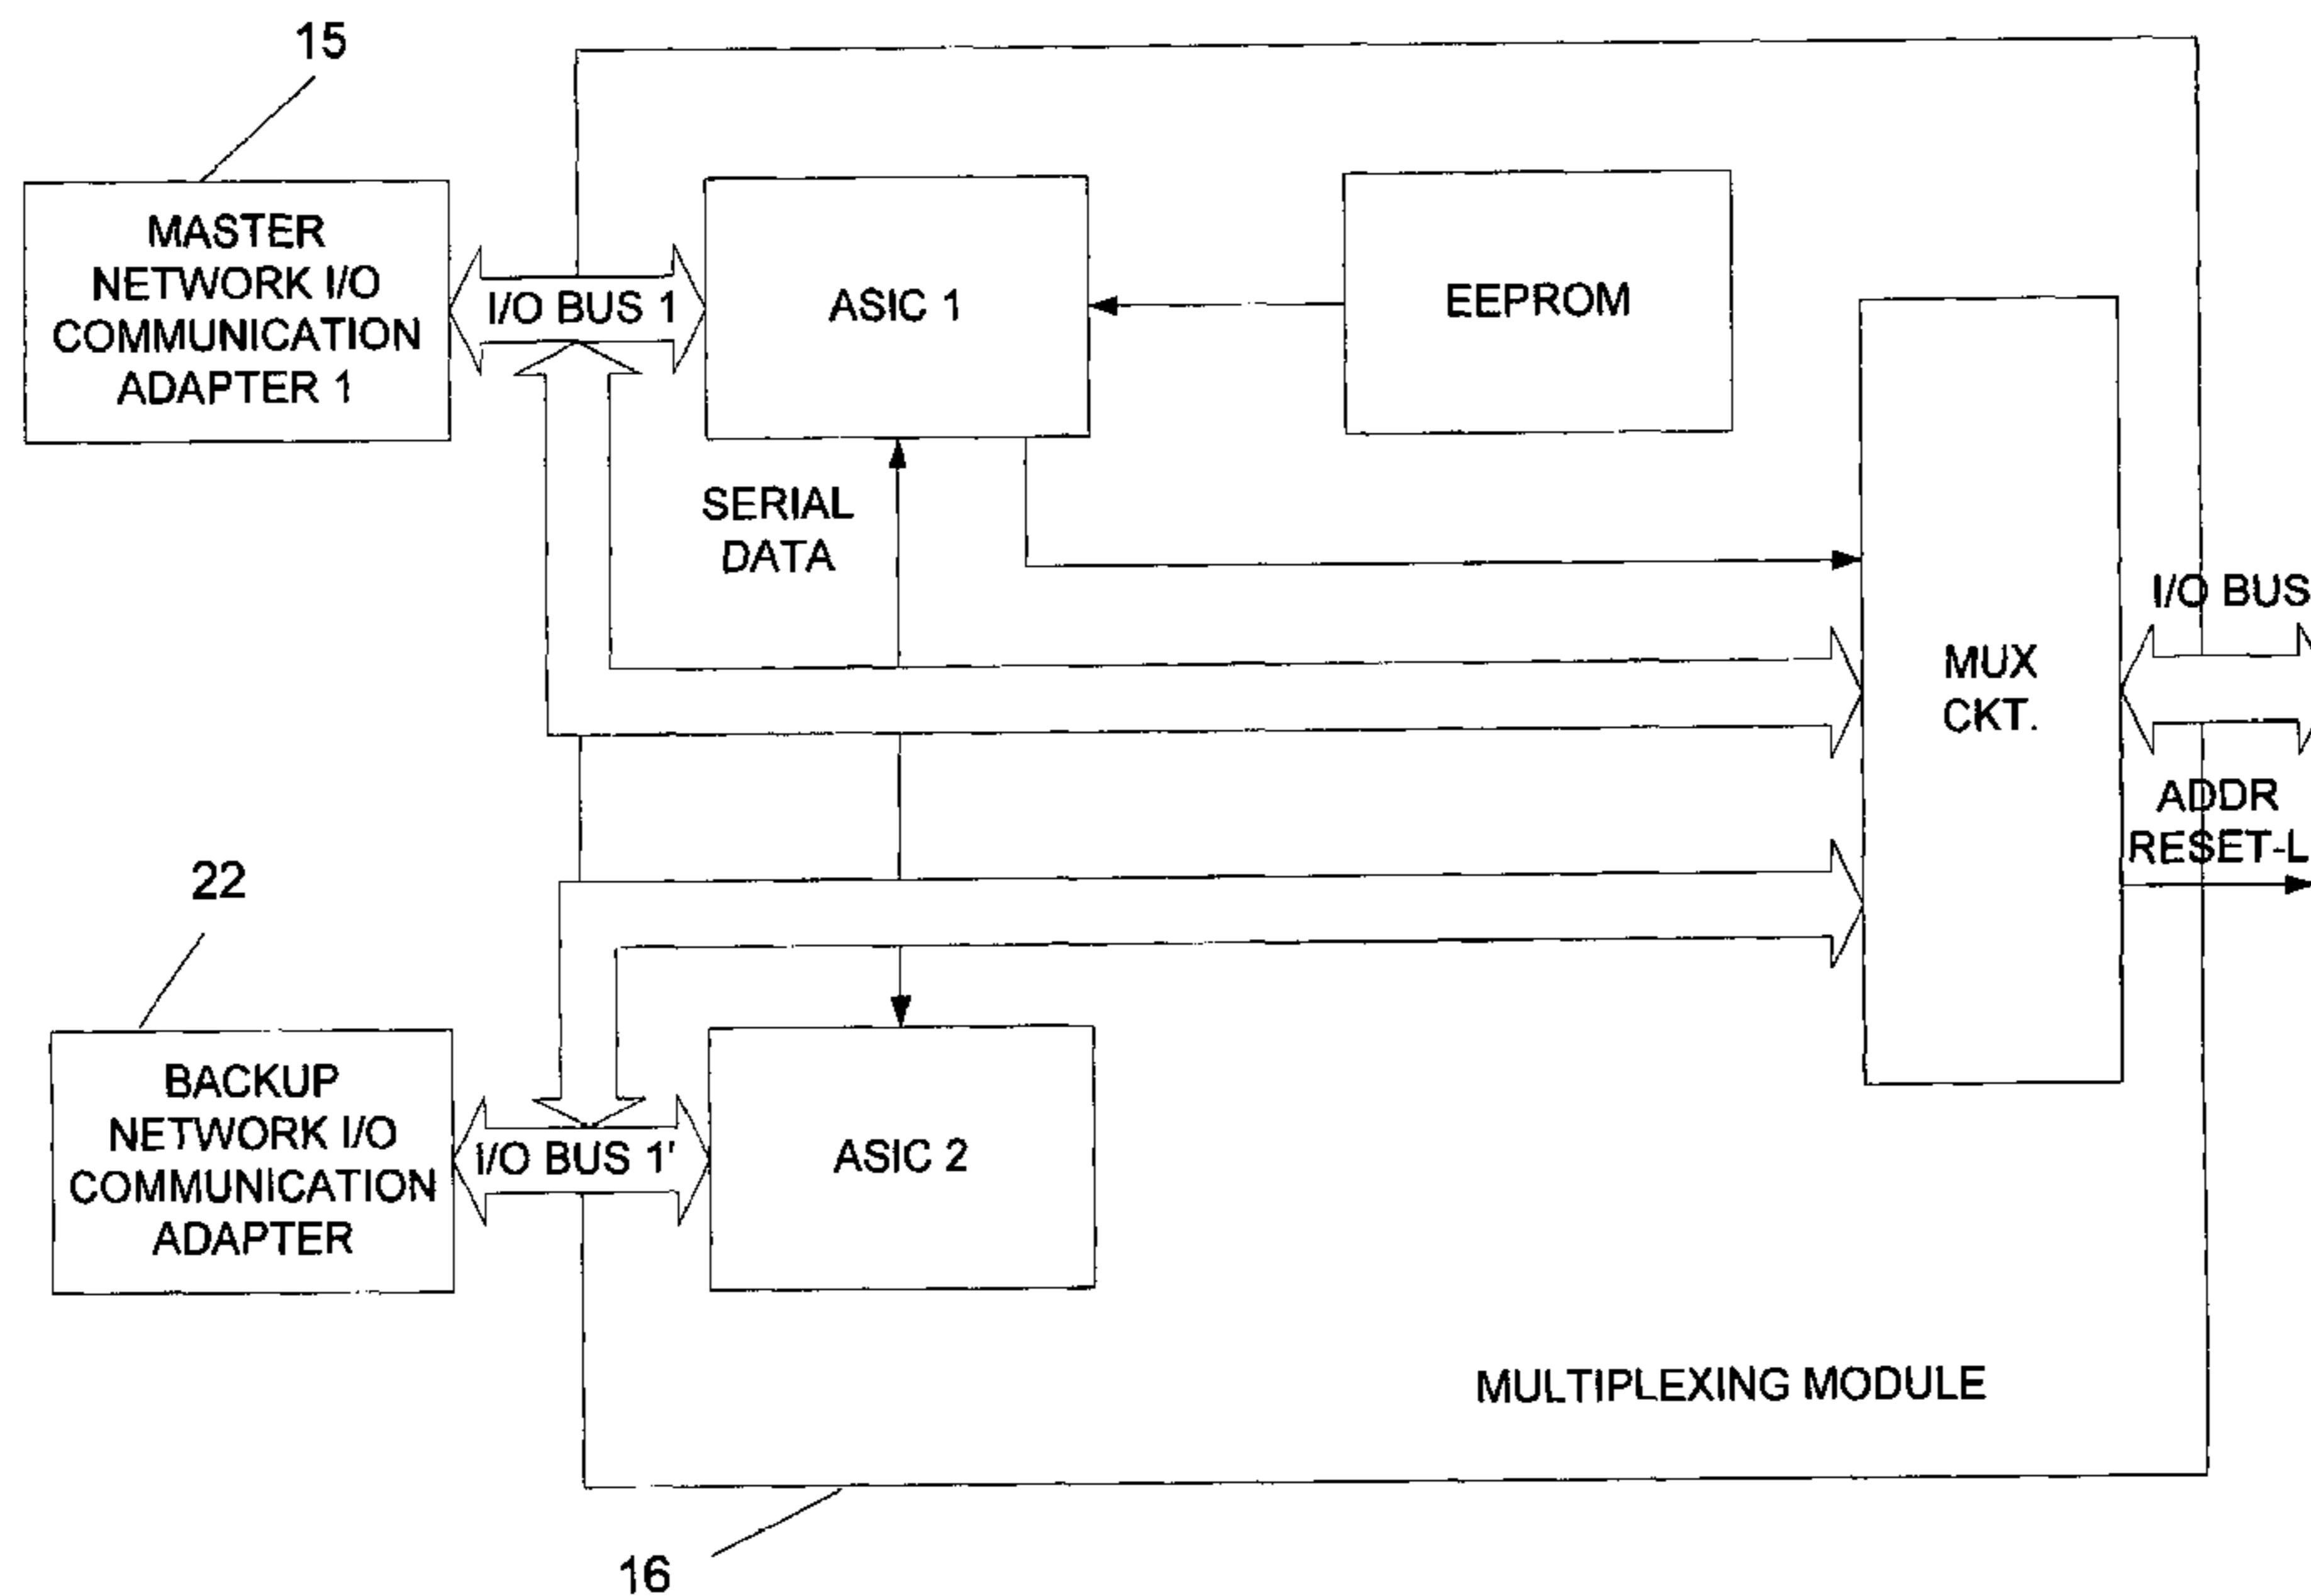 15
MASTER
NETWORK I/O
COMMUNICATION
ADAPTER 1
I/O BUS 1
ASIC 1
EEPROM
SERIAL
DATA
MUX
CKT.
I/O BUS
ADDR
RESET-L
22
BACKUP
NETWORK I/O
COMMUNICATION
ADAPTER
I/O BUS 1'
ASIC 2
MULTIPLEXING MODULE
16